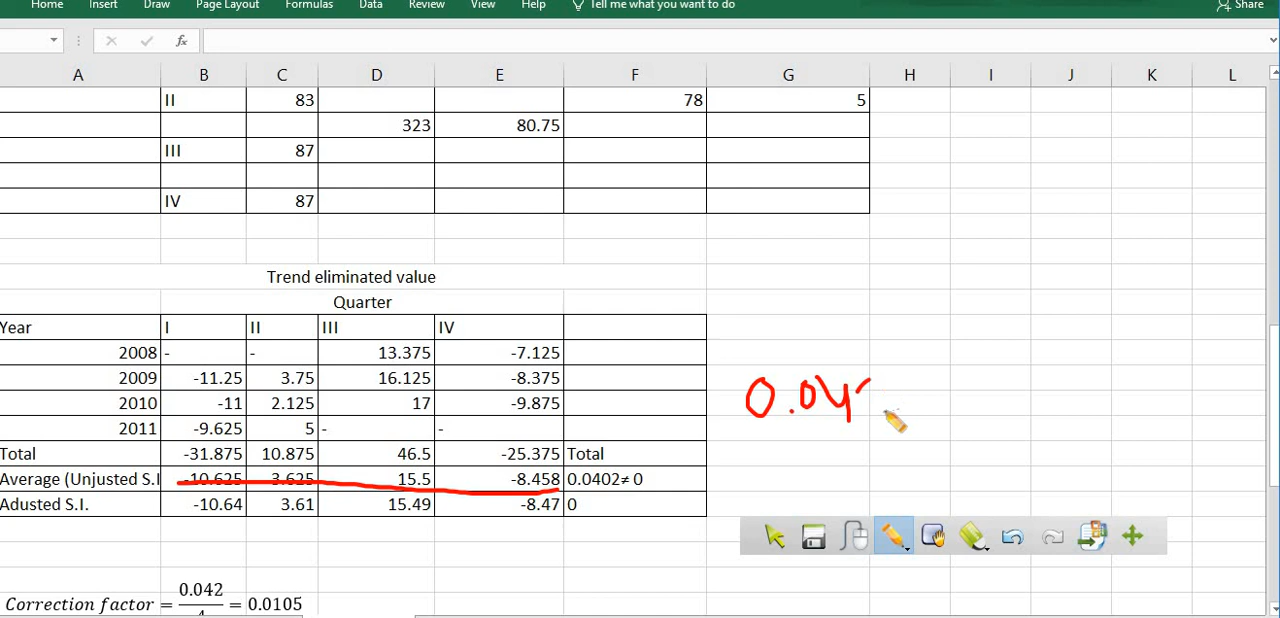 Home Insert Draw Page Layout Formulas Data Review View Help Tell me what you want to do Share
fx
A B C D E F G H I J K L
II 83 78 5
323 80.75
III 87
IV 87
Trend eliminated value
Quarter
Year I II III IV
2008 - - 13.375 -7.125
2009 -11.25 3.75 16.125 -8.375
2010 -11 2.125 17 -9.875
2011 -9.625 5 - -
0.04
Total -31.875 10.875 46.5 -25.375 Total
Average (Unjusted S.I -10.625 3.625 15.5 -8.458 0.0402≠ 0
Adusted S.I. -10.64 3.61 15.49 -8.47 0
Correction factor = 0.042/4 = 0.0105